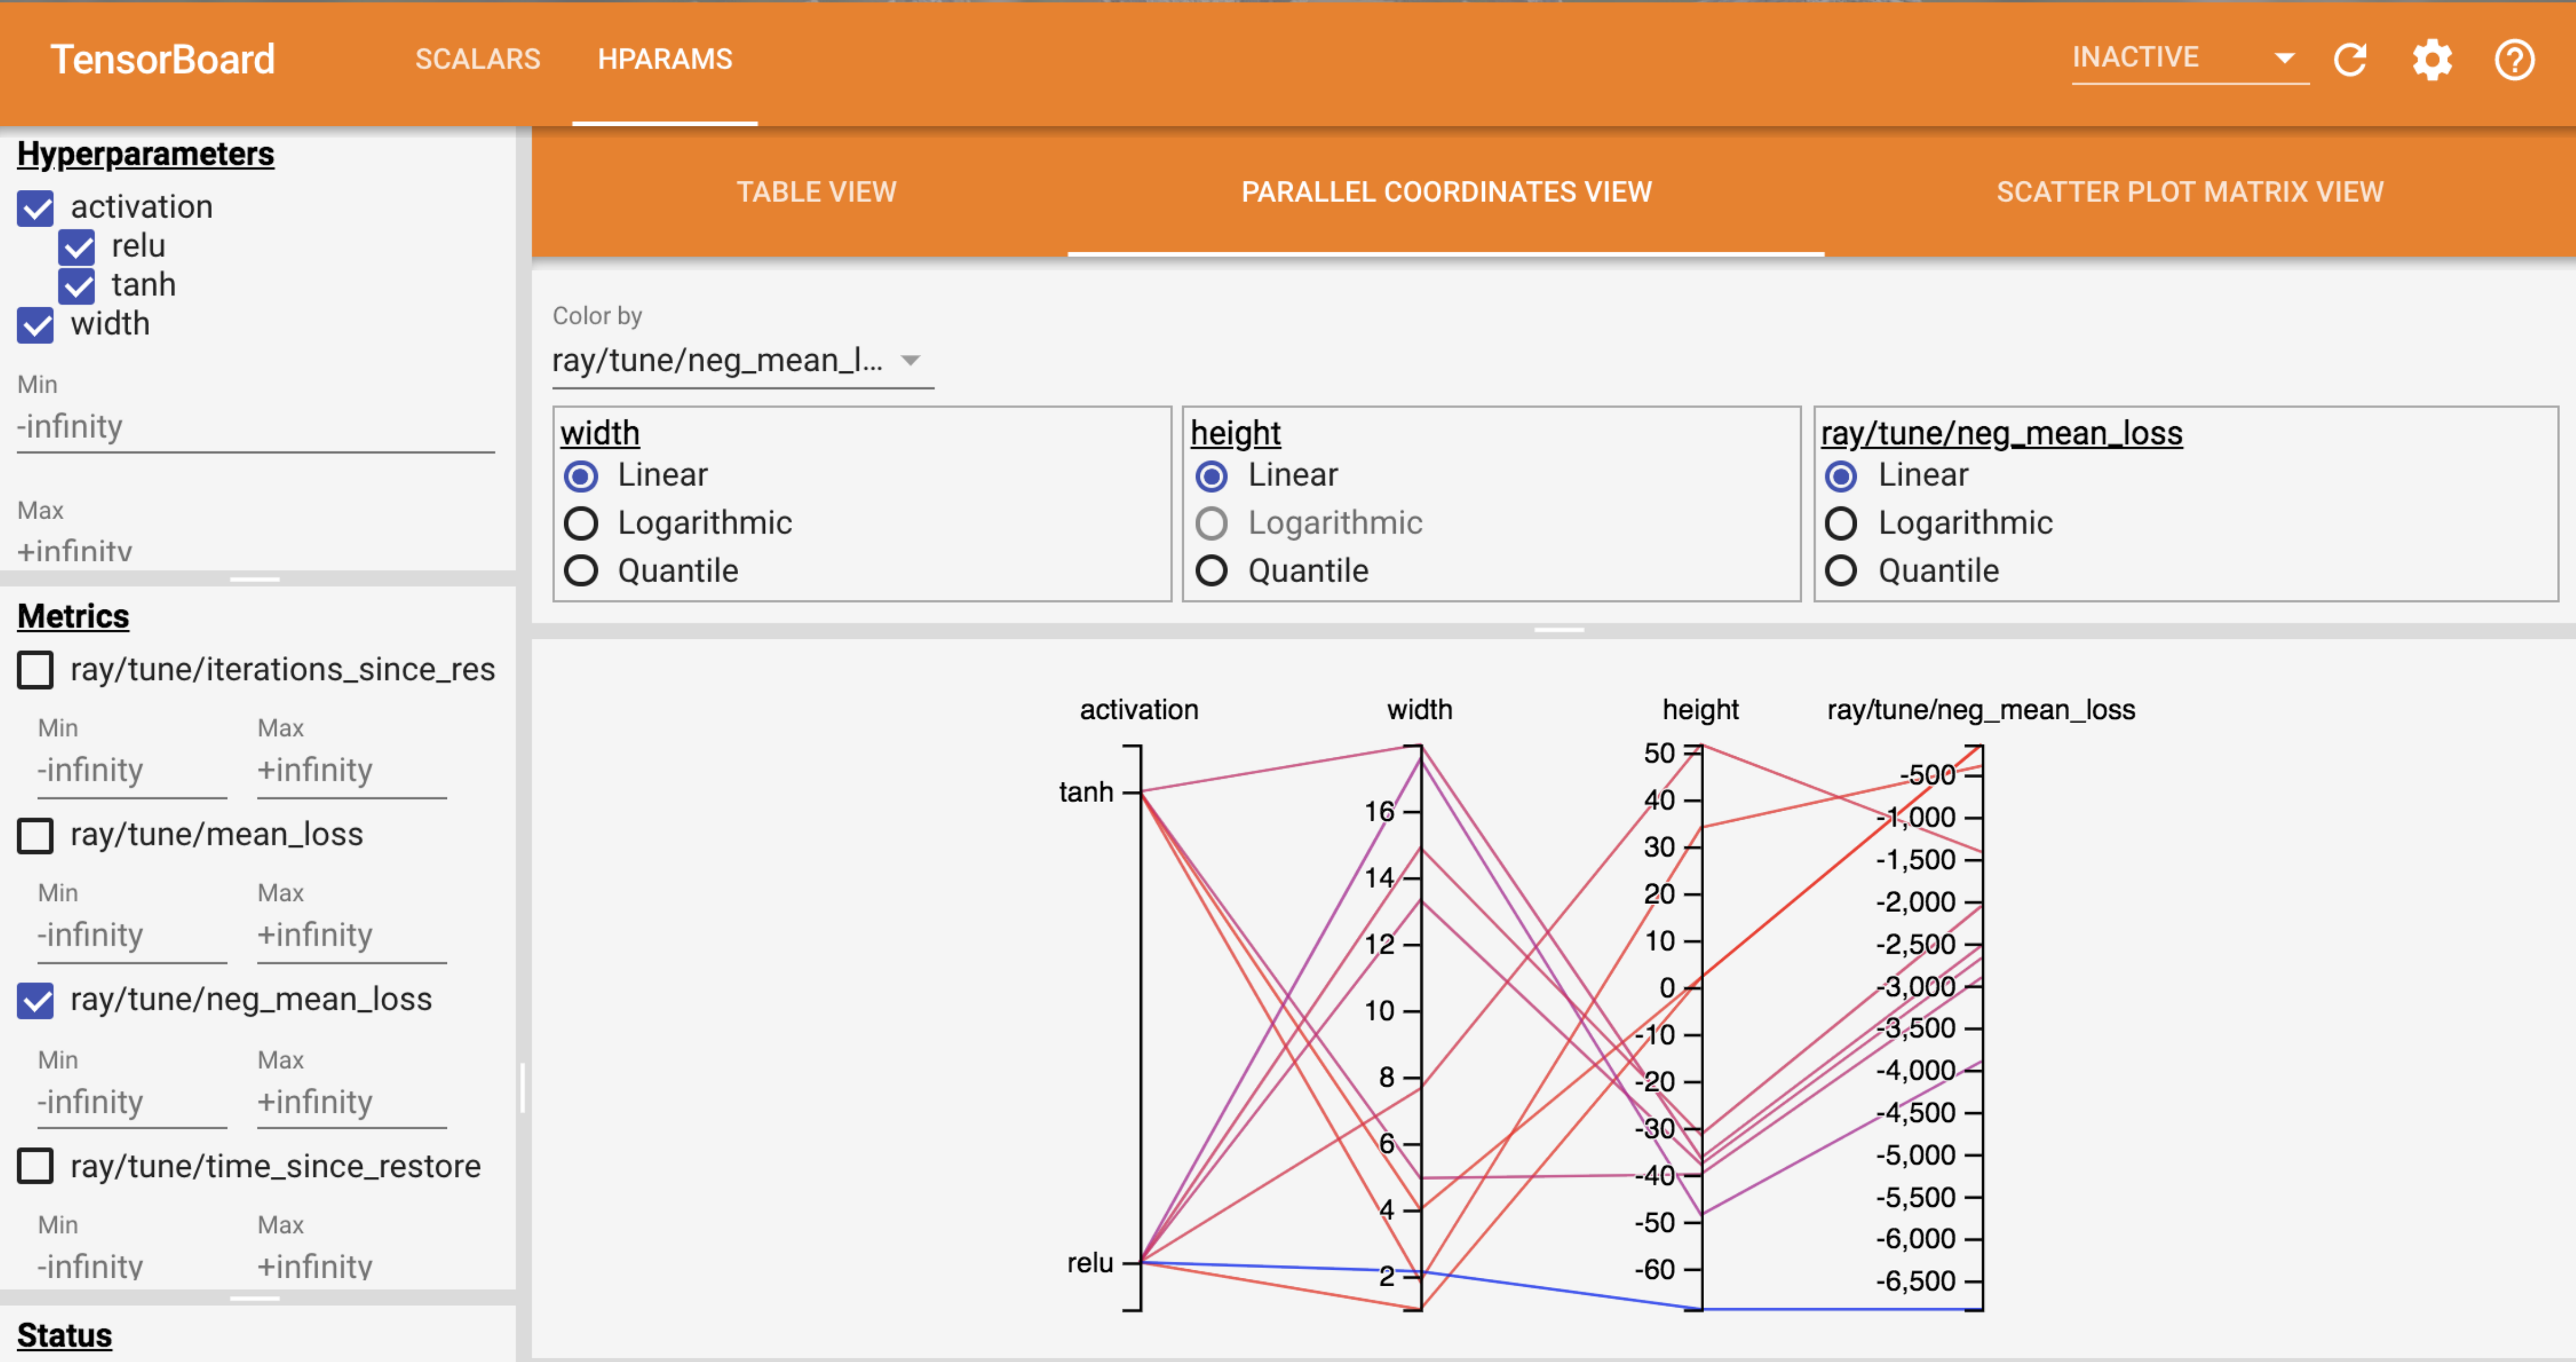 TensorBoard SCALARS HPARAMS INACTIVE
Hyperparameters
activation
relu
tanh
width
Min
-infinity
Max
+infinity
Metrics
ray/tune/iterations_since_res
Min Max
-infinity +infinity
ray/tune/mean_loss
Min Max
-infinity +infinity
ray/tune/neg_mean_loss
Min Max
-infinity +infinity
ray/tune/time_since_restore
Min Max
-infinity +infinity
Status
TABLE VIEW PARALLEL COORDINATES VIEW SCATTER PLOT MATRIX VIEW
Color by
ray/tune/neg_mean_l...
width
Linear
Logarithmic
Quantile
height
Linear
Logarithmic
Quantile
ray/tune/neg_mean_loss
Linear
Logarithmic
Quantile
activation
tanh
relu
width
16
14
12
10
8
6
4
2
height
50
40
30
20
10
0
-10
-20
-30
-40
-50
-60
ray/tune/neg_mean_loss
-500
-1,000
-1,500
-2,000
-2,500
-3,000
-3,500
-4,000
-4,500
-5,000
-5,500
-6,000
-6,500